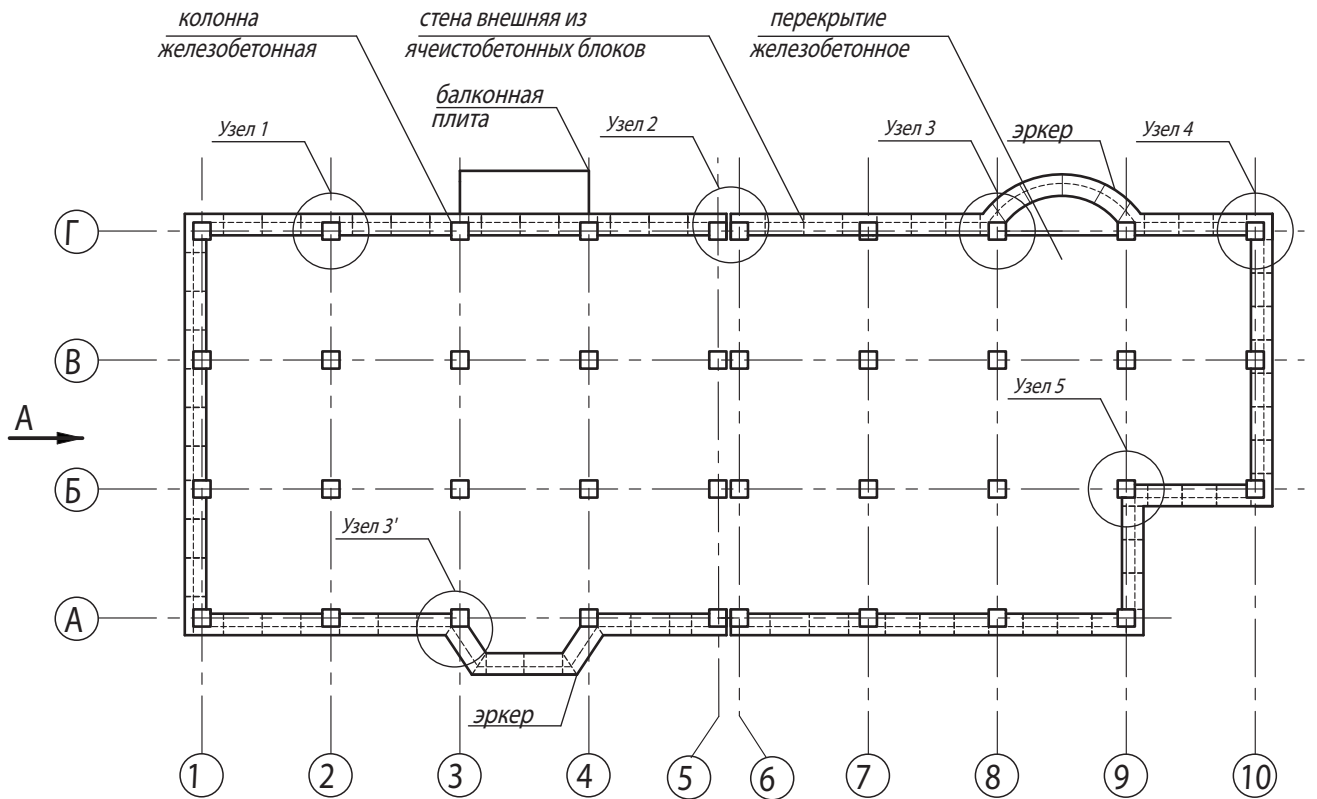 колонна
железобетонная
стена внешняя из
ячеистобетонных блоков
перекрытие
железобетонное
балконная
плита
Узел 1
Узел 2
Узел 3
эркер
Узел 4
Г
В
Узел 5
А
Б
Узел 3'
А
эркер
1
2
3
4
5
6
7
8
9
10